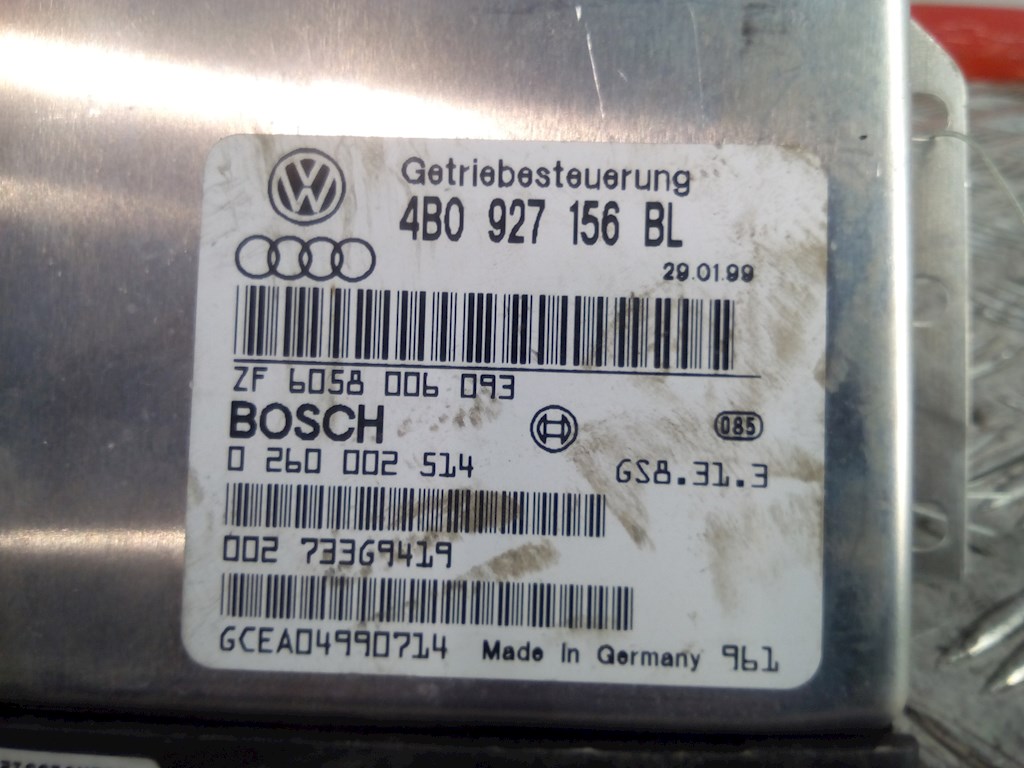 Getriebesteuerung
4B0 927 156 BL
29.01.99
ZF 6058 006 093
BOSCH
085
0 260 002 514 GS8.31.3
002 733G9419
GCEA04990714 Made In Germany 961